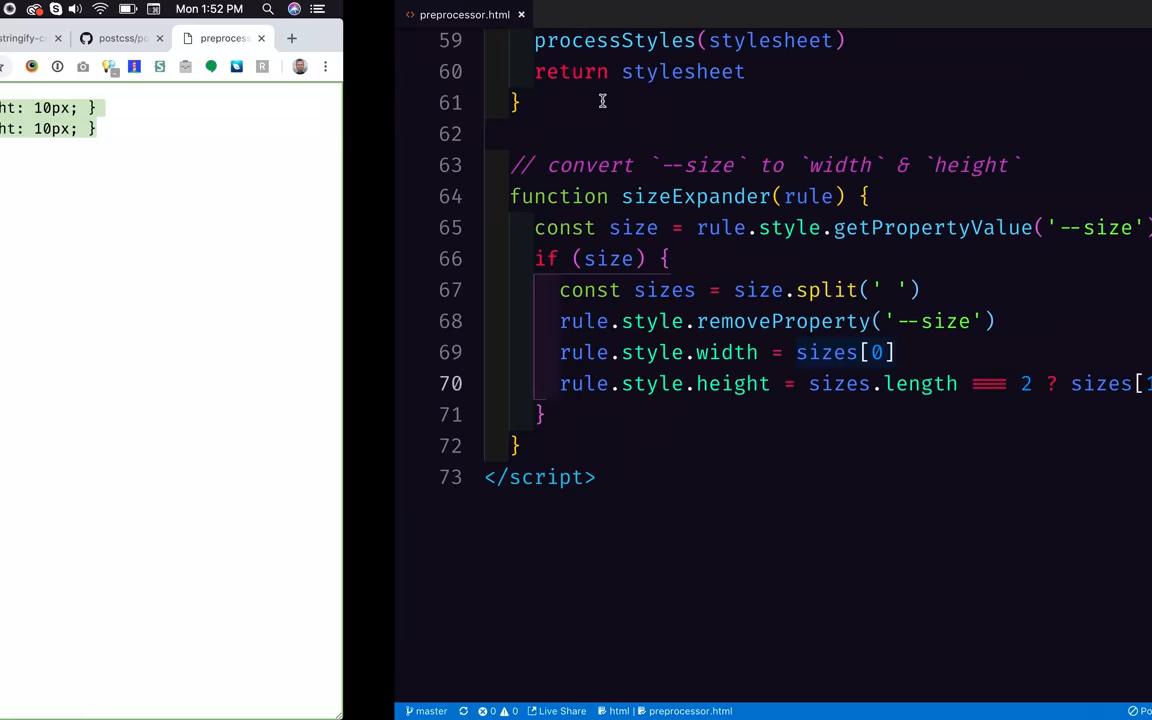 Mon 1:52 PM
stringify-c
postcss/po
preproces
ht: 10px; }
ht: 10px; }
preprocessor.html
59 processStyles(stylesheet)
60 return stylesheet
61 }
62
63 // convert `--size` to `width` & `height`
64 function sizeExpander(rule) {
65 const size = rule.style.getPropertyValue('--size')
66 if (size) {
67 const sizes = size.split(' ')
68 rule.style.removeProperty('--size')
69 rule.style.width = sizes[0]
70 rule.style.height = sizes.length === 2 ? sizes[1
71 }
72 }
73 </script>
master 0 0 Live Share html | preprocessor.html Po